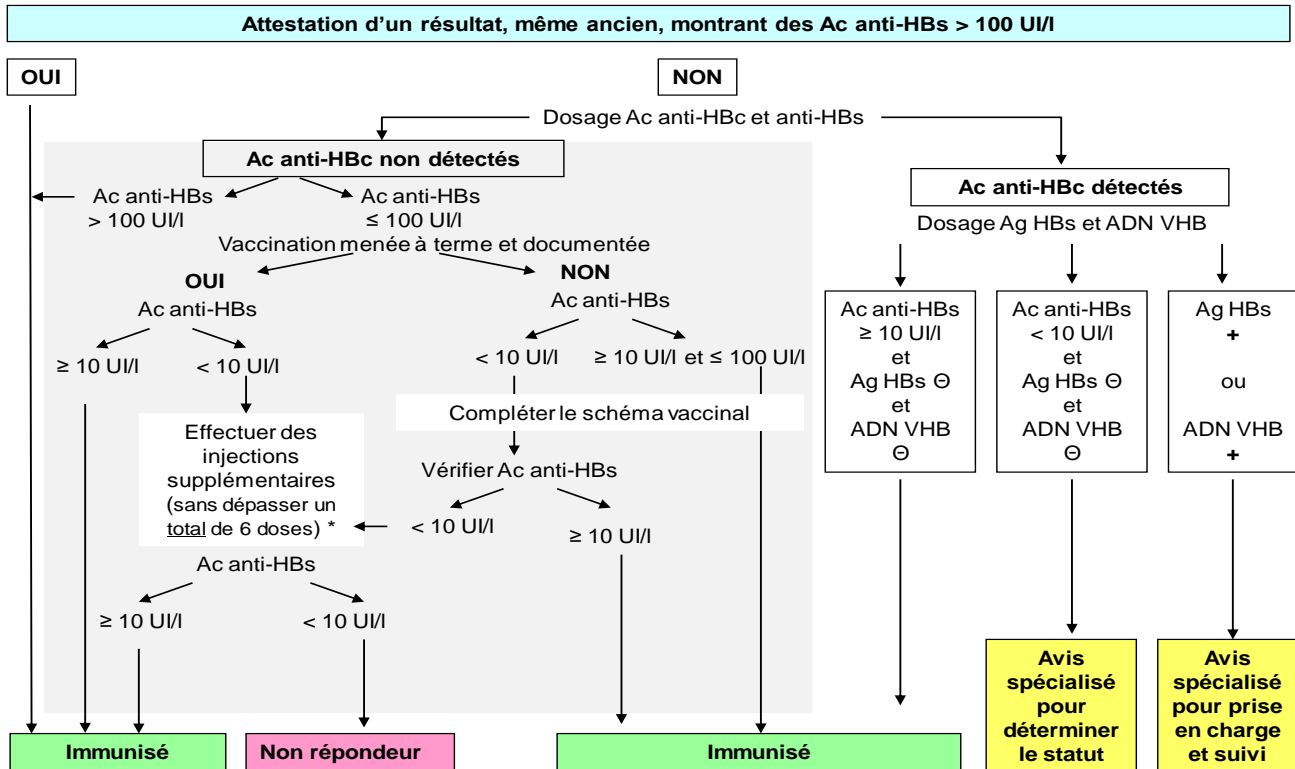 Attestation d'un résultat, même ancien, montrant des Ac anti-HBs > 100 UI/l
OUI
NON
Dosage Ac anti-HBc et anti-HBs
Ac anti-HBc non détectés
Ac anti-HBs
> 100 UI/l
Ac anti-HBs
≤ 100 UI/l
Vaccination menée à terme et documentée
OUI
Ac anti-HBs
≥ 10 UI/l
< 10 UI/l
NON
Ac anti-HBs
< 10 UI/l
≥ 10 UI/l et ≤ 100 UI/l
Effectuer des
injections
supplémentaires
(sans dépasser un
total de 6 doses) *
Compléter le schéma vaccinal
Vérifier Ac anti-HBs
< 10 UI/l
≥ 10 UI/l
Ac anti-HBs
≥ 10 UI/l
< 10 UI/l
Ac anti-HBc détectés
Dosage Ag HBs et ADN VHB
Ac anti-HBs
≥ 10 UI/l
et
Ag HBs Θ
et
ADN VHB
Θ
Ac anti-HBs
< 10 UI/l
et
Ag HBs Θ
et
ADN VHB
Θ
Ag HBs
+
ou
ADN VHB
+
Immunisé
Non répondeur
Immunisé
Avis
spécialisé
pour
déterminer
le statut
Avis
spécialisé
pour prise
en charge
et suivi